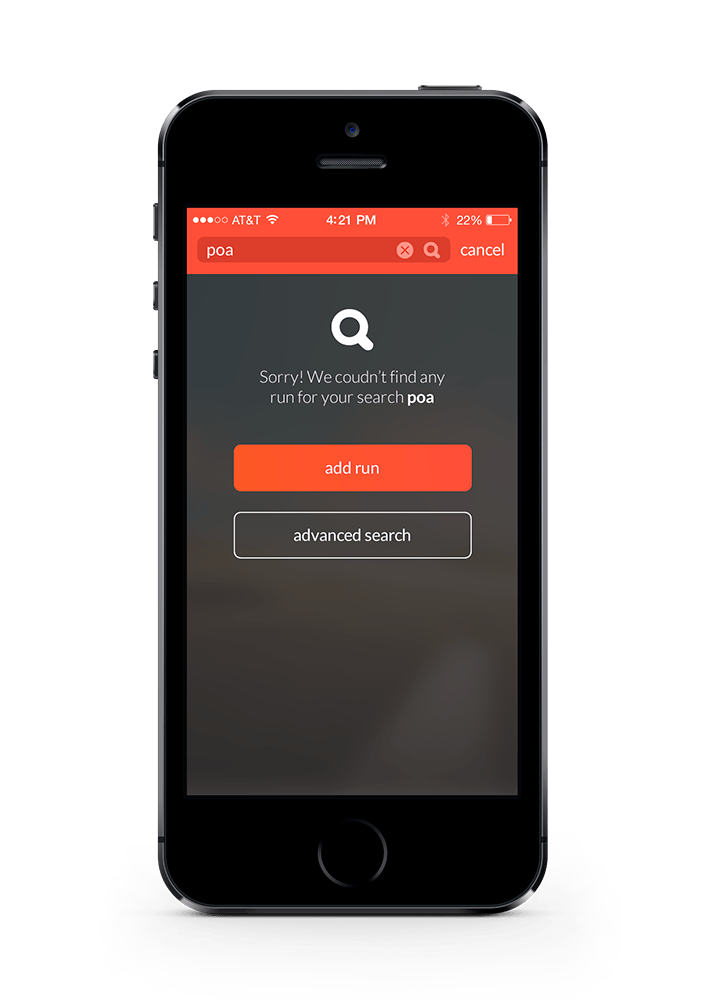 AT&T 4:21 PM 22%
poa cancel
Sorry! We coudn't find any
run for your search poa
add run
advanced search